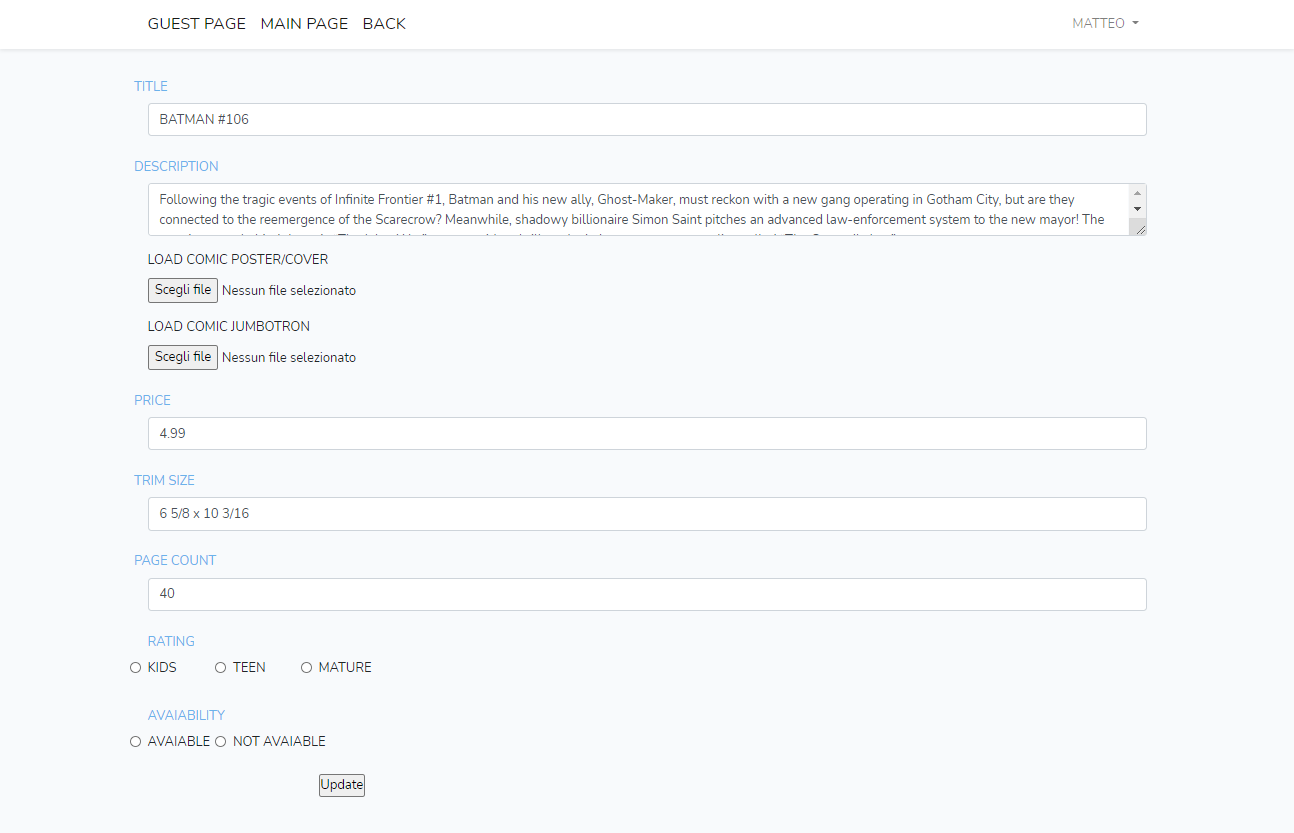 GUEST PAGE MAIN PAGE BACK MATTEO
TITLE
BATMAN #106
DESCRIPTION
Following the tragic events of Infinite Frontier #1, Batman and his new ally, Ghost-Maker, must reckon with a new gang operating in Gotham City, but are they
connected to the reemergence of the Scarecrow? Meanwhile, shadowy billionaire Simon Saint pitches an advanced law-enforcement system to the new mayor! The
LOAD COMIC POSTER/COVER
Scegli file Nessun file selezionato
LOAD COMIC JUMBOTRON
Scegli file Nessun file selezionato
PRICE
4.99
TRIM SIZE
6 5/8 x 10 3/16
PAGE COUNT
40
RATING
KIDS TEEN MATURE
AVAIABILITY
AVAIABLE NOT AVAIABLE
Update